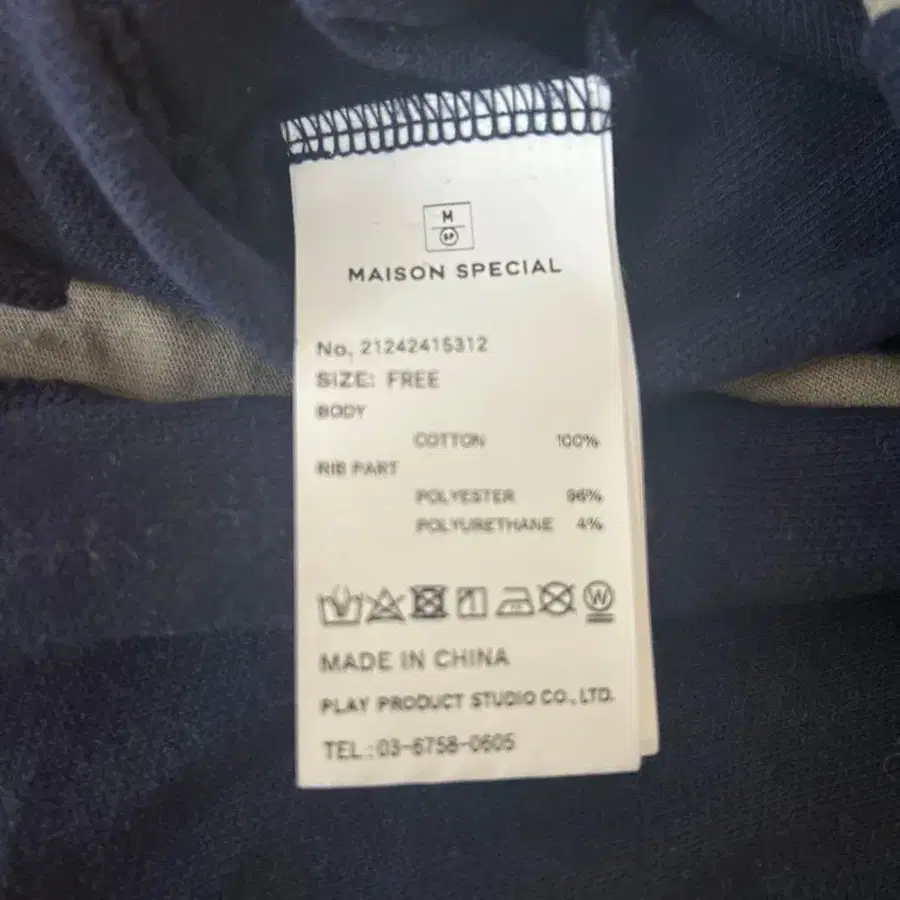 M
SP
MAISON SPECIAL
No, 21242415312
SIZE: FREE
BODY
COTTON 100%
RIB PART
POLYESTER 96%
POLYURETHANE 4%
W
MADE IN CHINA
PLAY PRODUCT STUDIO CO., LTD.
TEL:03-6758-0605